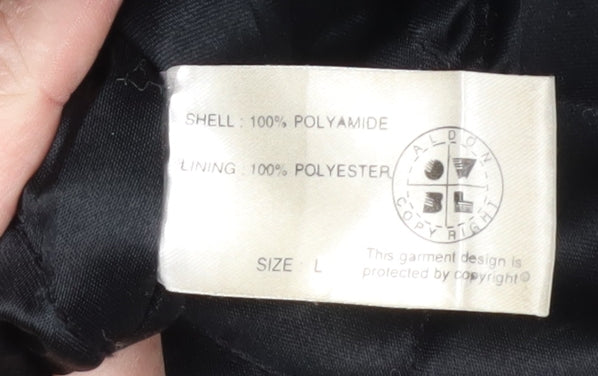 SHELL : 100% POLYAMIDE
LINING : 100% POLYESTER
ALDON
COPYRIGHT
SIZE : L
This garment design is
protected by copyright©